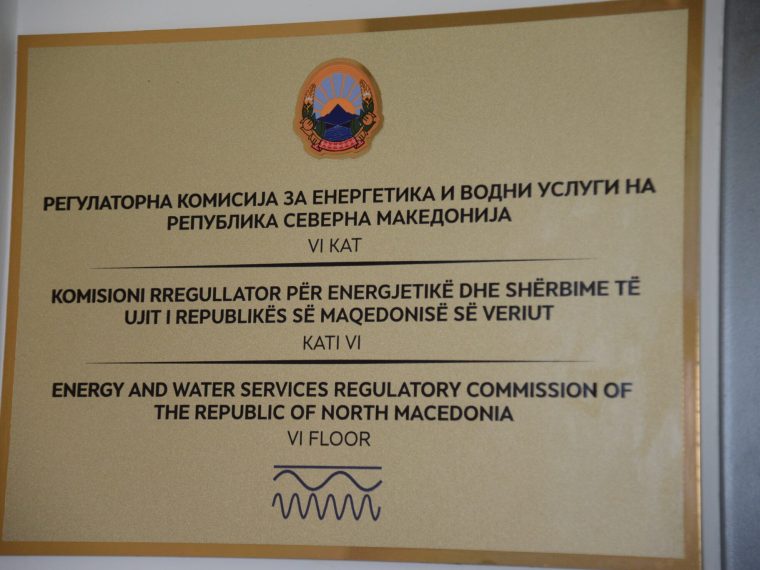 РЕГУЛАТОРНА КОМИСИЈА ЗА ЕНЕРГЕТИКА И ВОДНИ УСЛУГИ НА
РЕПУБЛИКА СЕВЕРНА МАКЕДОНИЈА
VI КАТ
KOMISIONI RREGULLATOR PËR ENERGJETIKË DHE SHËRBIME TË
UJIT I REPUBLIKËS SË MAQEDONISË SË VERIUT
KATI VI
ENERGY AND WATER SERVICES REGULATORY COMMISSION OF
THE REPUBLIC OF NORTH MACEDONIA
VI FLOOR